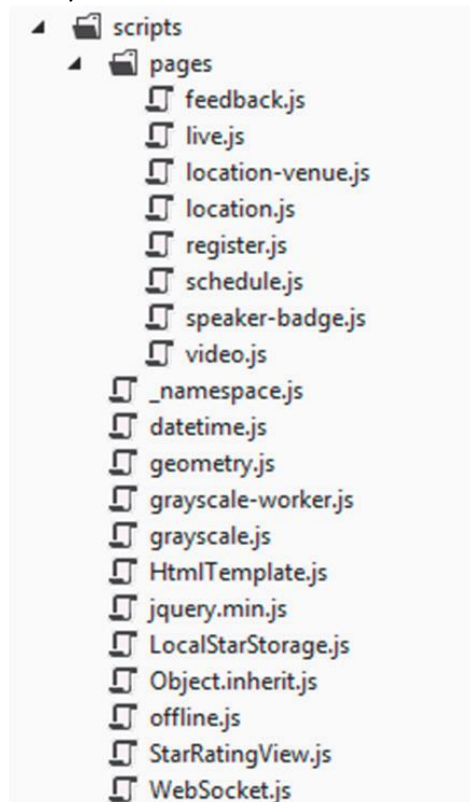 scripts
pages
feedback.js
live.js
location-venue.js
location.js
register.js
schedule.js
speaker-badge.js
video.js
_namespace.js
datetime.js
geometry.js
grayscale-worker.js
grayscale.js
HtmlTemplate.js
jquery.min.js
LocalStarStorage.js
Object.inherit.js
offline.js
StarRatingView.js
WebSocket.js